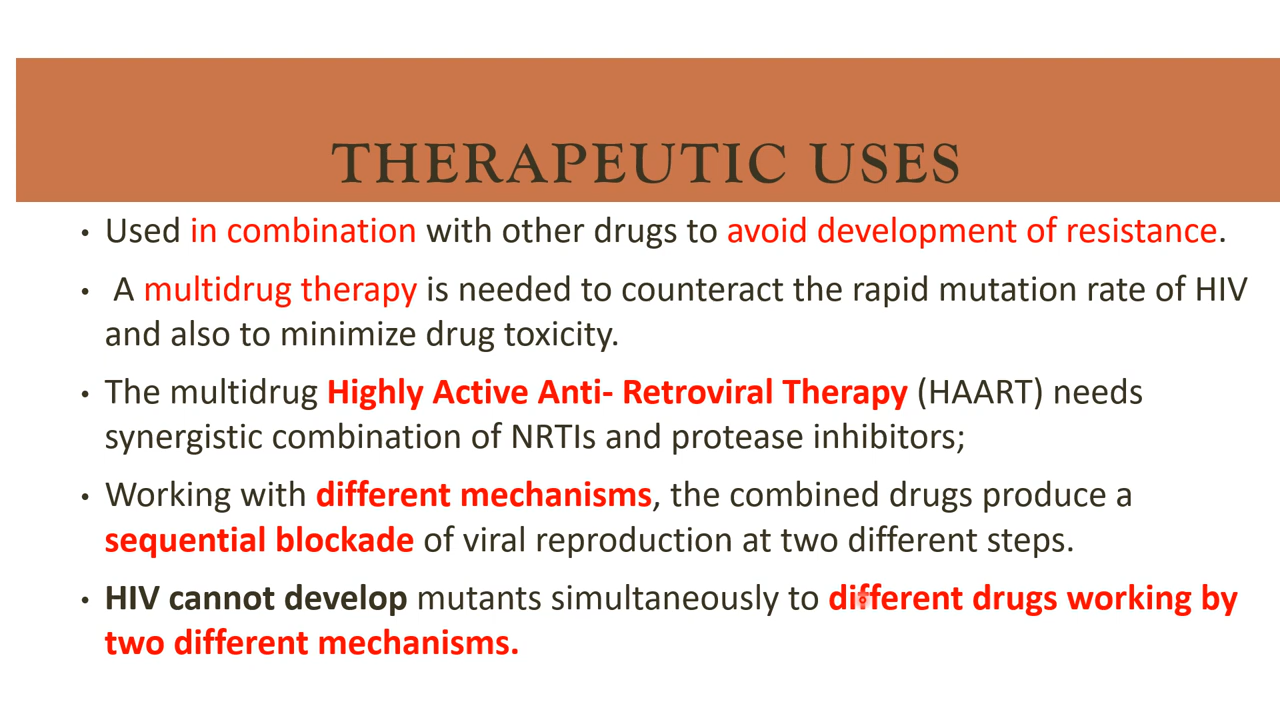 THERAPEUTIC USES
• Used in combination with other drugs to avoid development of resistance.
• A multidrug therapy is needed to counteract the rapid mutation rate of HIV
and also to minimize drug toxicity.
• The multidrug Highly Active Anti- Retroviral Therapy (HAART) needs
synergistic combination of NRTIs and protease inhibitors;
• Working with different mechanisms, the combined drugs produce a
sequential blockade of viral reproduction at two different steps.
• HIV cannot develop mutants simultaneously to different drugs working by
two different mechanisms.